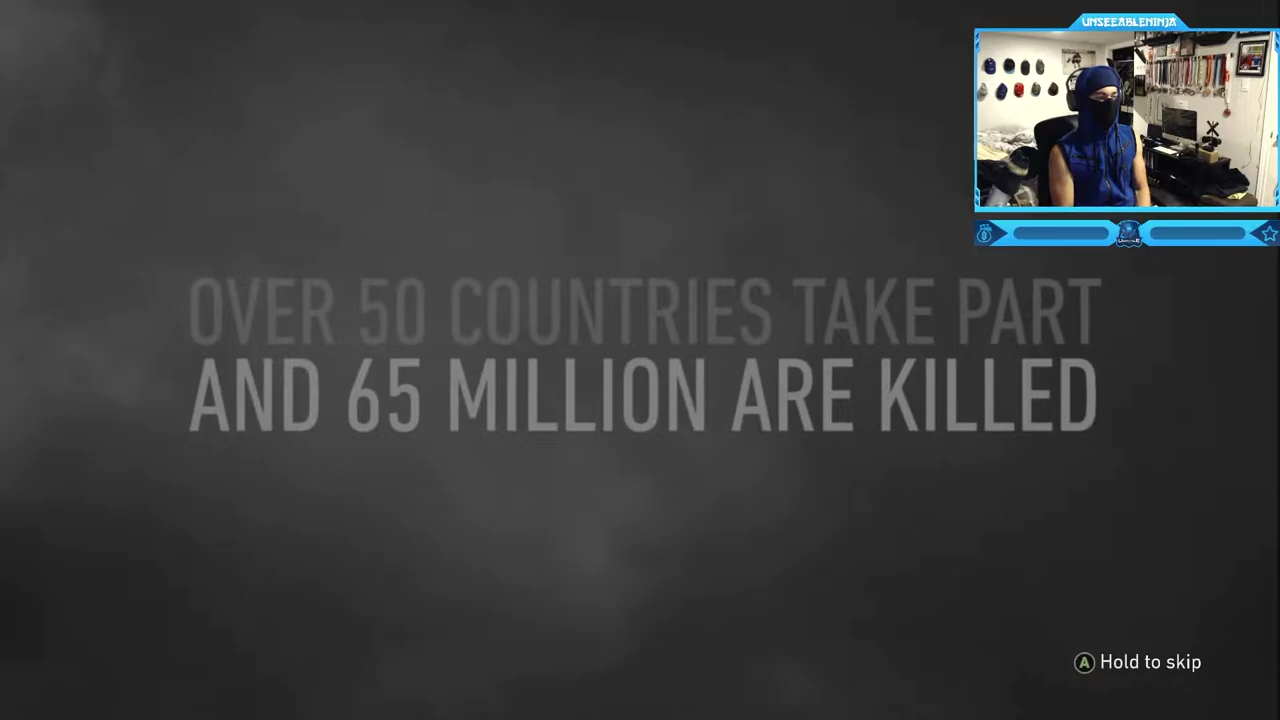 UNSEEABLENINJA
OVER 50 COUNTRIES TAKE PART
AND 65 MILLION ARE KILLED
A Hold to skip